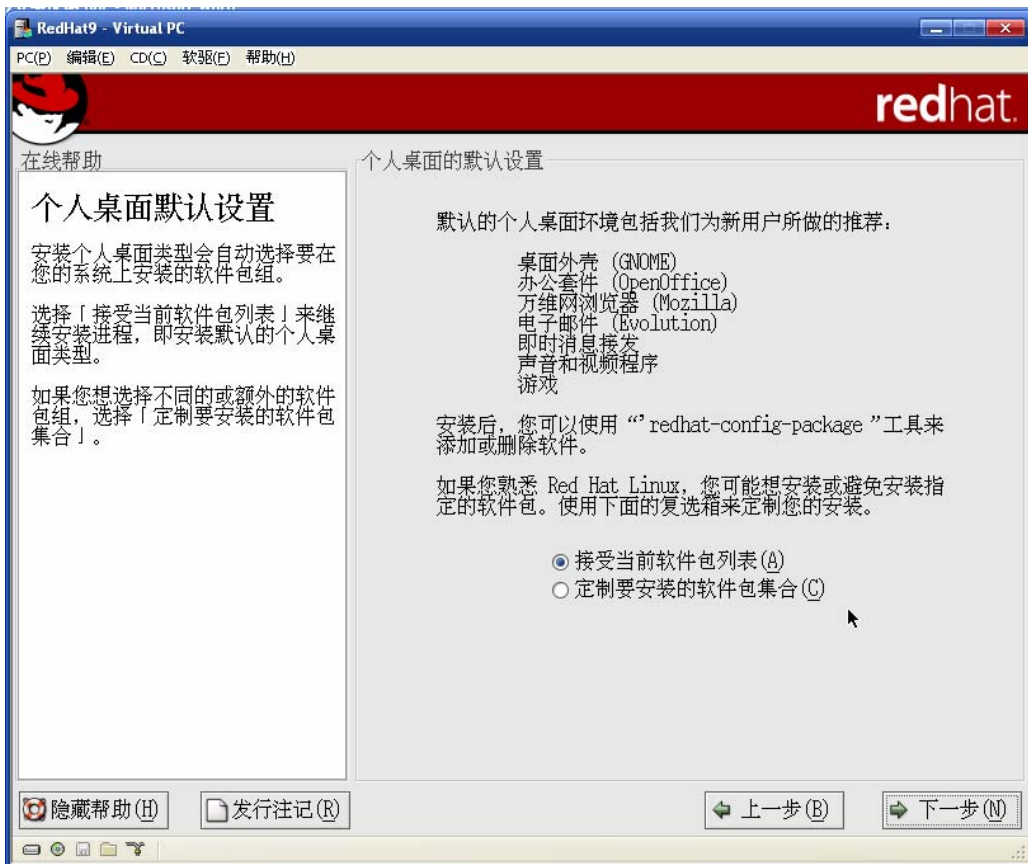 RedHat9 - Virtual PC
PC(P) 编辑(E) CD(C) 软驱(F) 帮助(H)
redhat.
在线帮助
个人桌面默认设置
安装个人桌面类型会自动选择要在
您的系统上安装的软件包组。
选择「接受当前软件包列表」来继
续安装进程，即安装默认的个人桌
面类型。
如果您想选择不同的或额外的软件
包组，选择「定制要安装的软件包
集合」。
个人桌面的默认设置
默认的个人桌面环境包括我们为新用户所做的推荐：
桌面外壳 (GNOME)
办公套件 (OpenOffice)
万维网浏览器 (Mozilla)
电子邮件 (Evolution)
即时消息接发
声音和视频程序
游戏
安装后，您可以使用“’redhat-config-package ”工具来
添加或删除软件。
如果您熟悉 Red Hat Linux，您可能想安装或避免安装指
定的软件包。使用下面的复选箱来定制您的安装。
接受当前软件包列表(A)
定制要安装的软件包集合(C)
隐藏帮助(H) 发行注记(R) 上一步(B) 下一步(N)